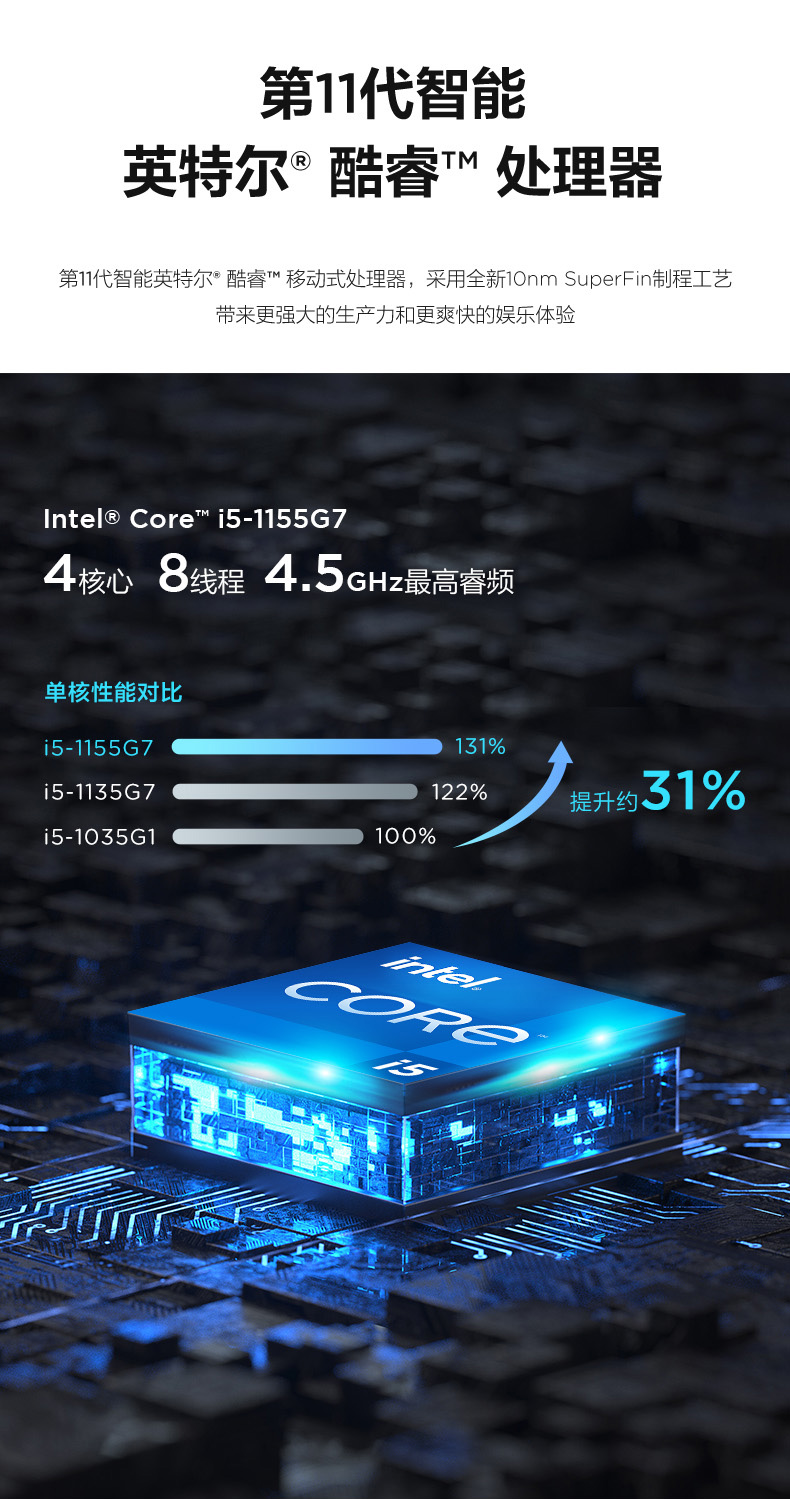 第11代智能
英特尔® 酷睿™ 处理器
第11代智能英特尔® 酷睿™ 移动式处理器，采用全新10nm SuperFin制程工艺
带来更强大的生产力和更爽快的娱乐体验
Intel® Core™ i5-1155G7
4核心 8线程 4.5GHz最高睿频
单核性能对比
i5-1155G7 131%
i5-1135G7 122%
i5-1035G1 100%
提升约31%
intel®
CORE™
i5